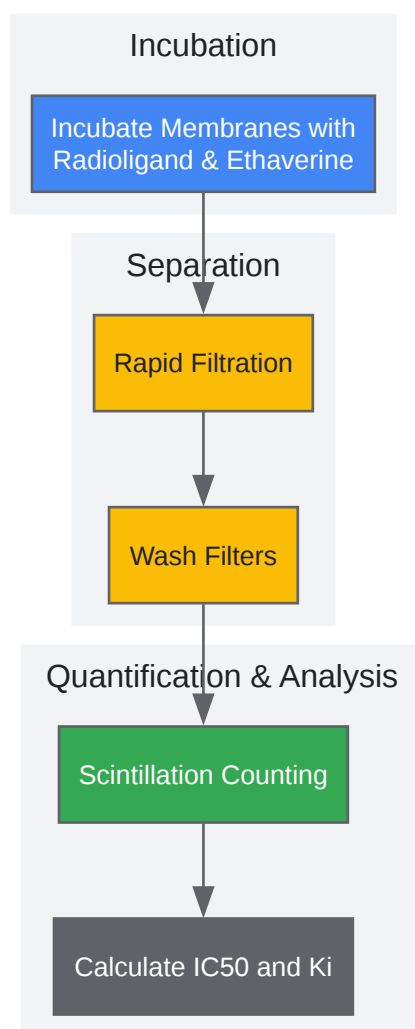 Incubation
Incubate Membranes with
Radioligand & Ethaverine
Separation
Rapid Filtration
Wash Filters
Quantification & Analysis
Scintillation Counting
Calculate IC50 and Ki